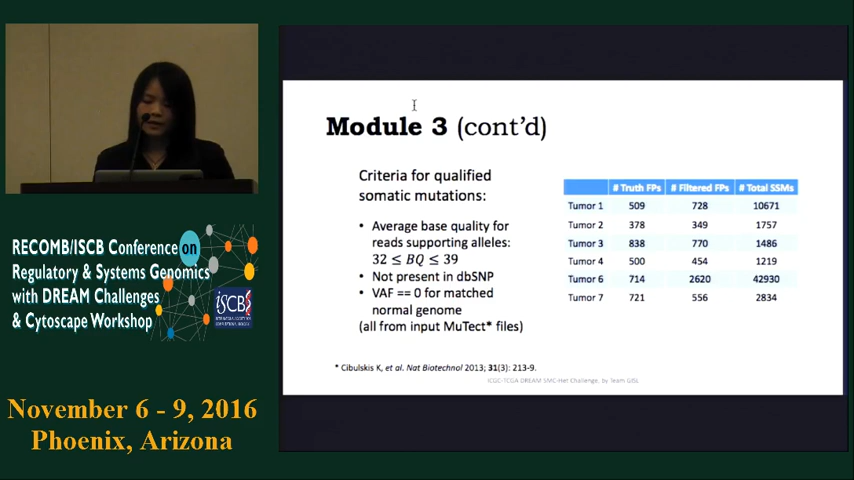 Module 3 (cont'd)
Criteria for qualified
somatic mutations:
• Average base quality for
reads supporting alleles:
32 ≤ BQ ≤ 39
• Not present in dbSNP
• VAF == 0 for matched
normal genome
(all from input MuTect* files)
# Truth FPs # Filtered FPs # Total SSMs
Tumor 1 509 728 10671
Tumor 2 378 349 1757
Tumor 3 838 770 1486
Tumor 4 500 454 1219
Tumor 6 714 2620 42930
Tumor 7 721 556 2834
* Cibulskis K, et al. Nat Biotechnol 2013; 31(3): 213-9.
ICGC-TCGA DREAM SMC-Het Challenge, by Team GISL
RECOMB/ISCB Conference on
Regulatory & Systems Genomics
with DREAM Challenges
& Cytoscape Workshop
ISCB
November 6 - 9, 2016
Phoenix, Arizona